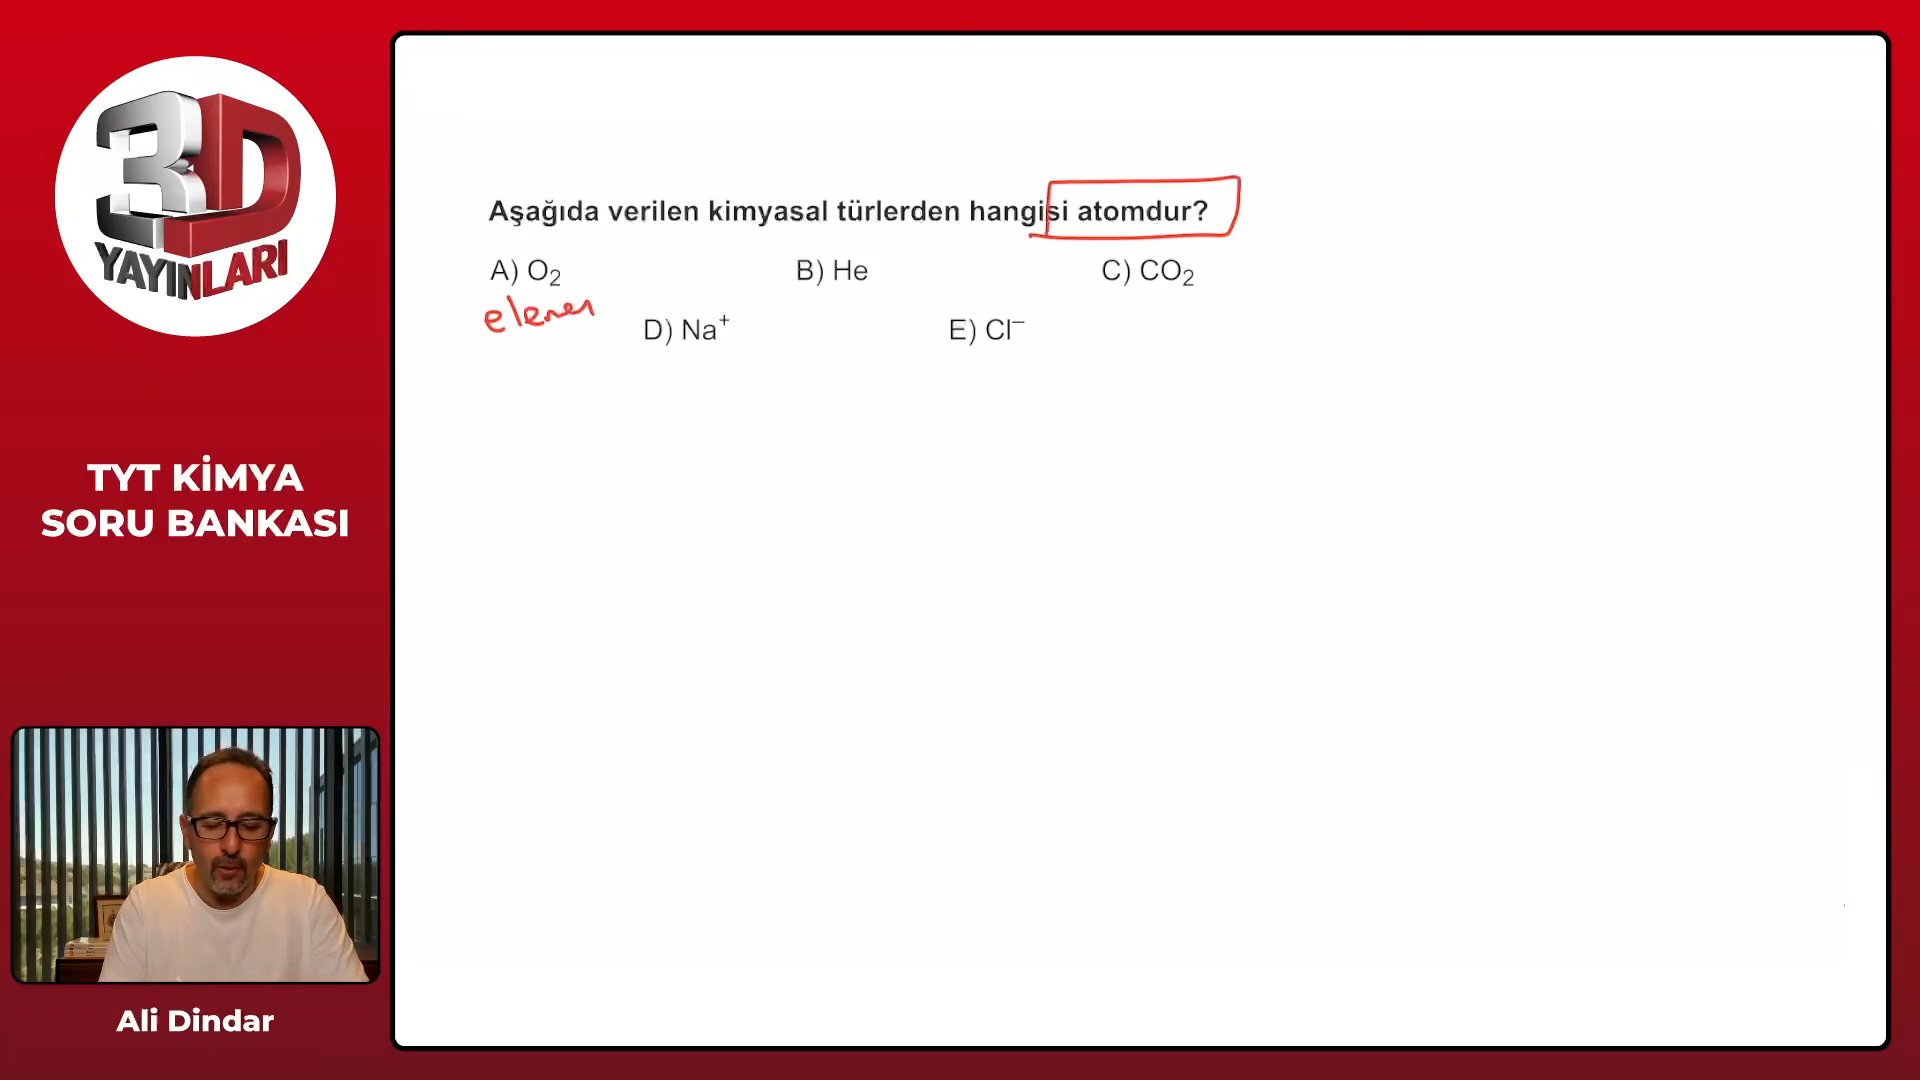 3D
YAYINLARI
TYT KİMYA
SORU BANKASI
Ali Dindar
Aşağıda verilen kimyasal türlerden hangisi atomdur?
A) O₂ B) He C) CO₂
elemen
D) Na⁺ E) Cl⁻